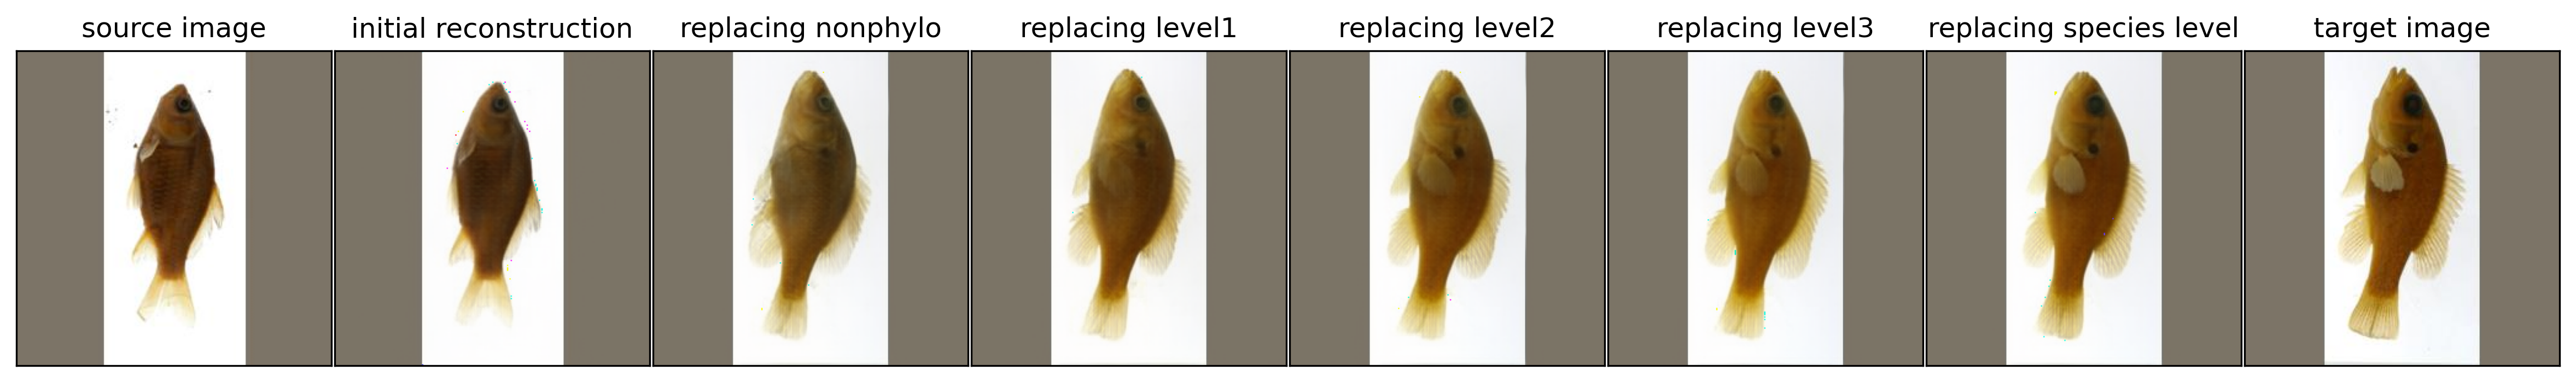 source image
initial reconstruction
replacing nonphylo
replacing level1
replacing level2
replacing level3
replacing species level
target image